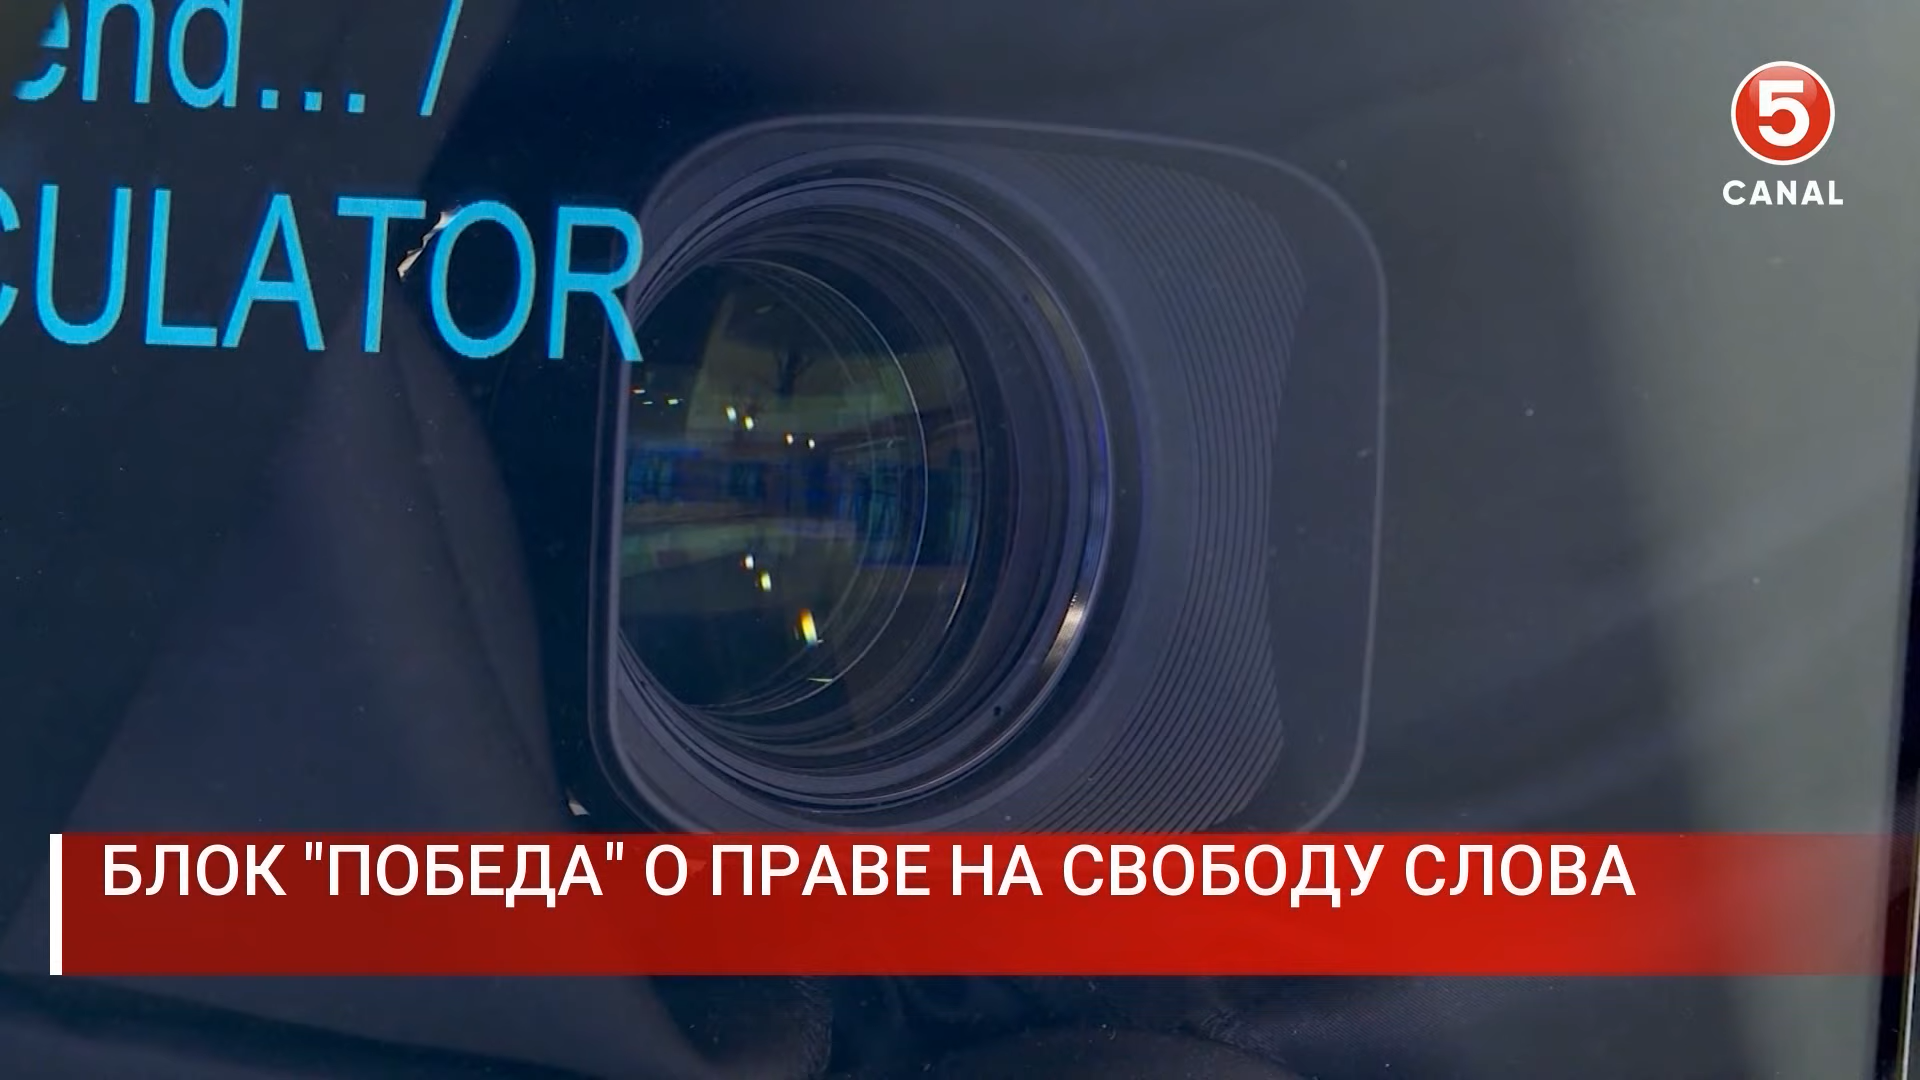 end... /
CULATOR
5
CANAL
БЛОК "ПОБЕДА" О ПРАВЕ НА СВОБОДУ СЛОВА